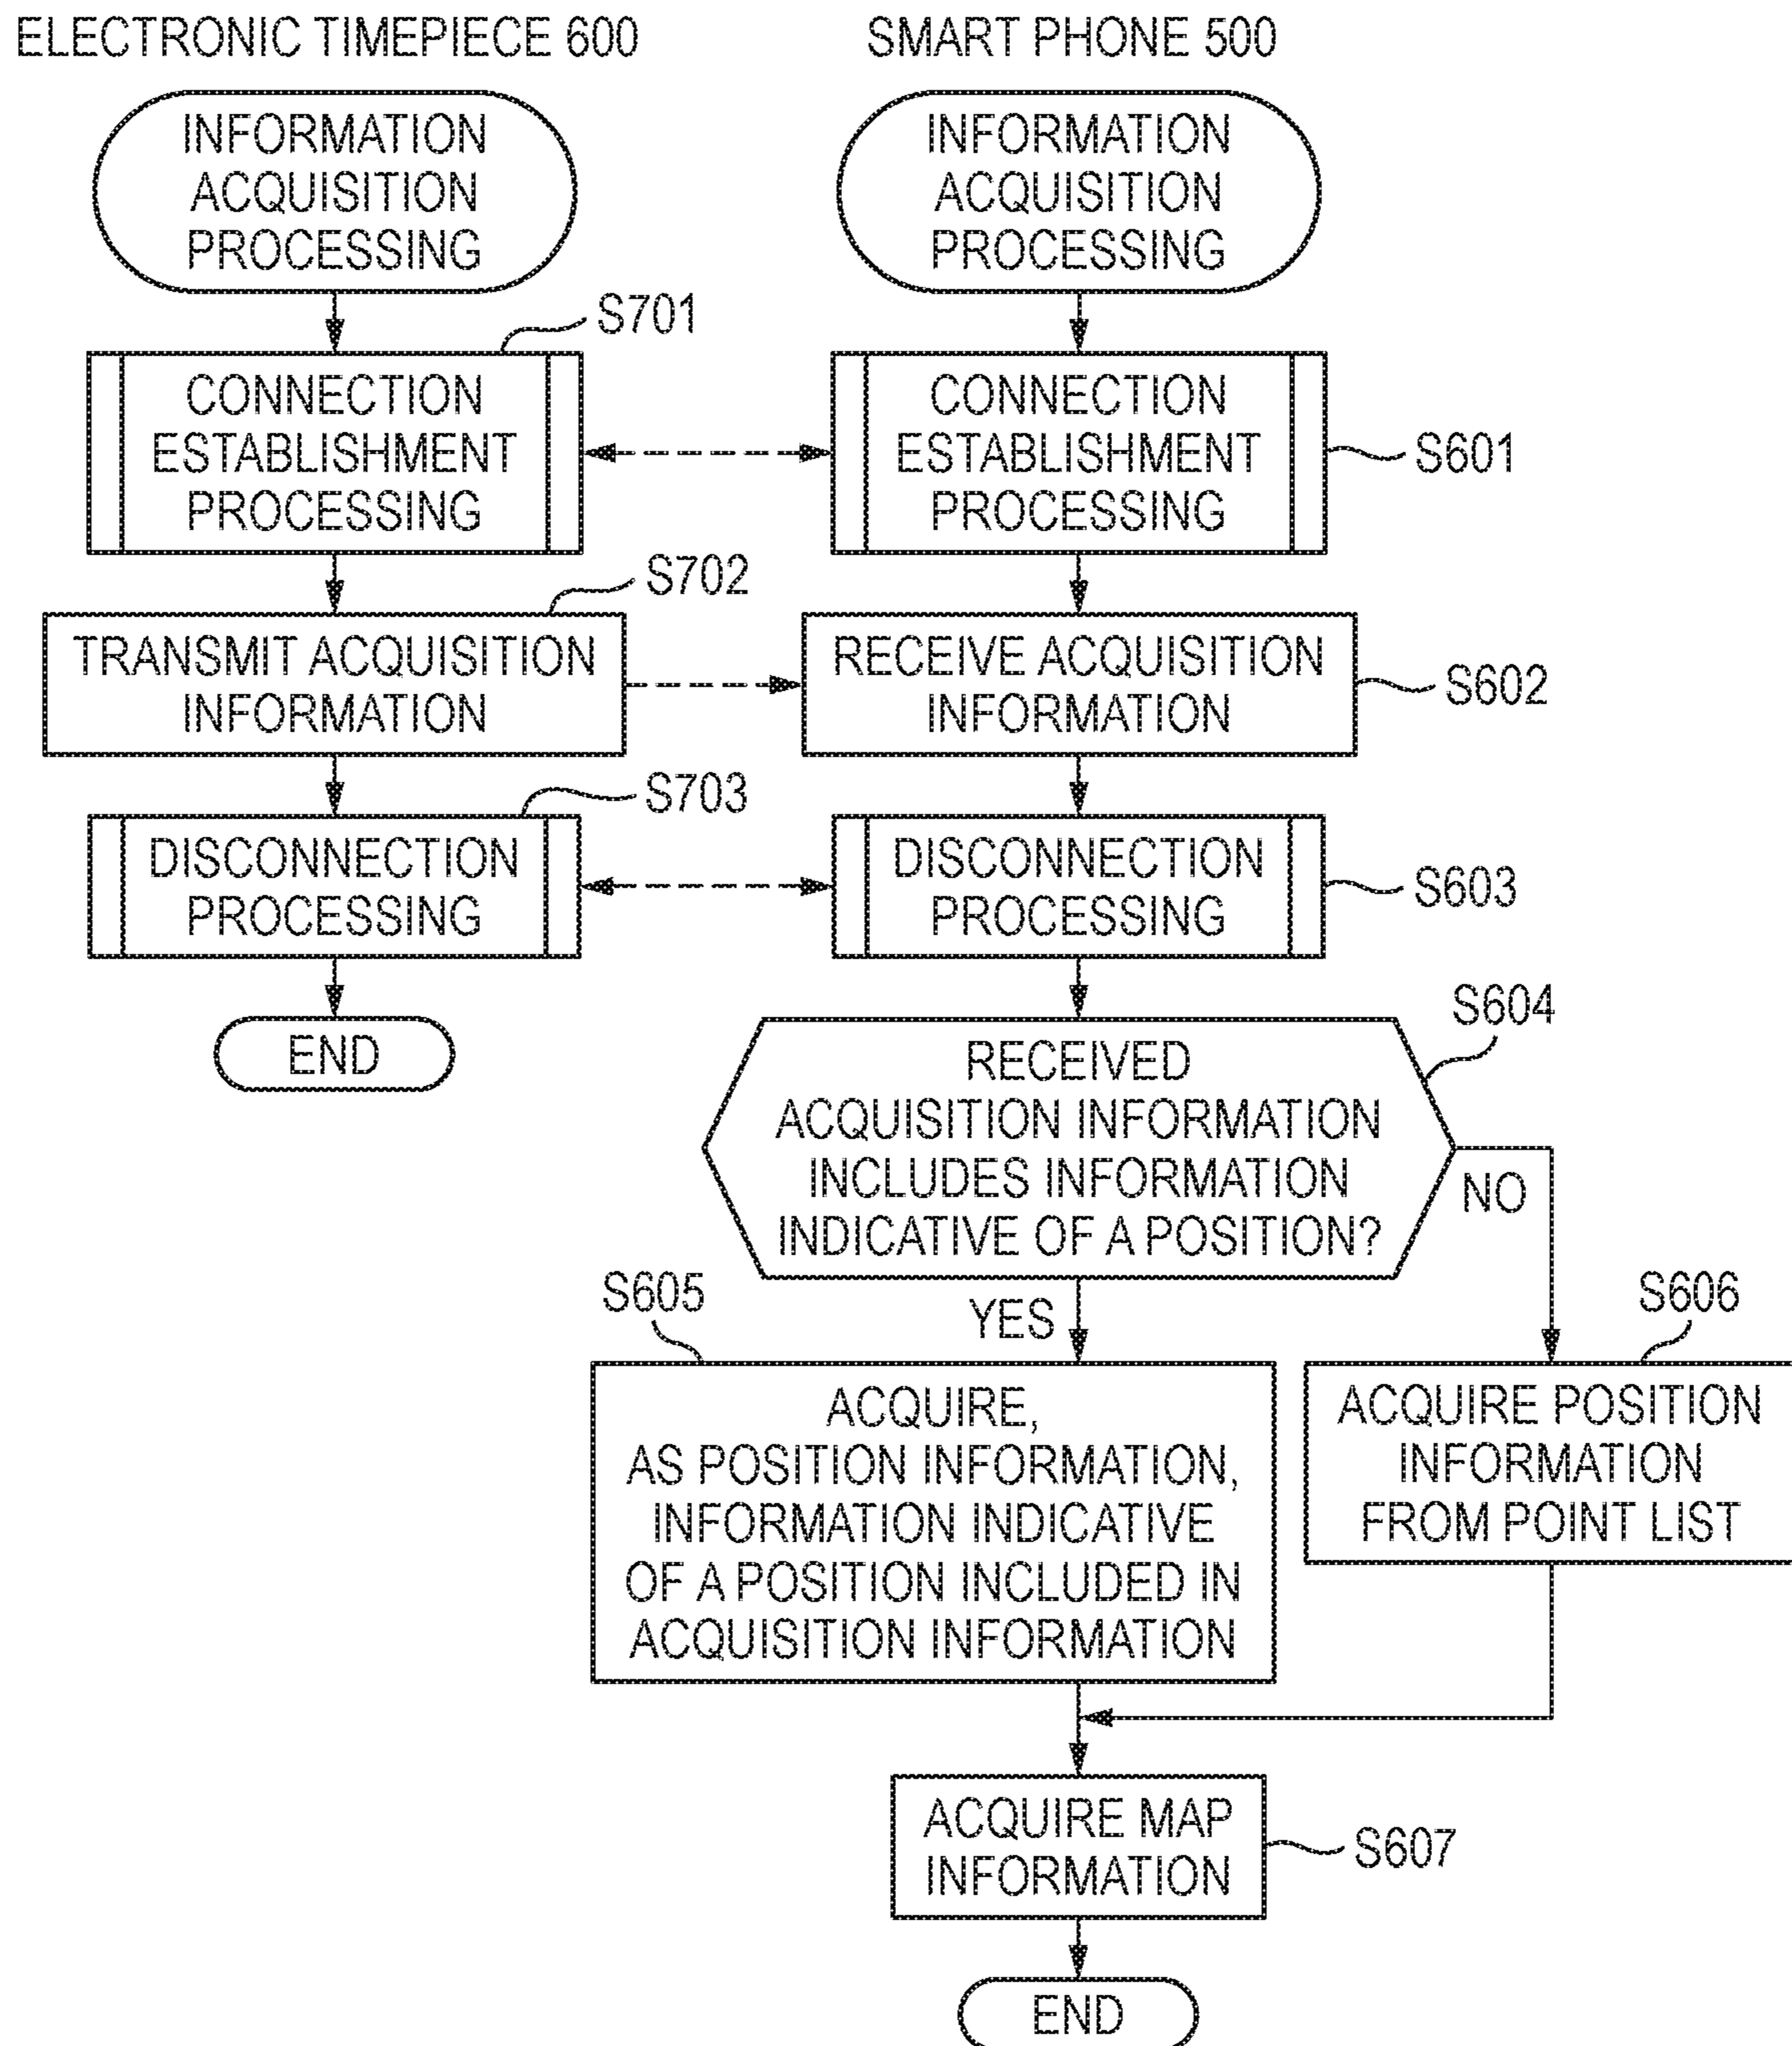 ELECTRONIC TIMEPIECE 600
SMART PHONE 500
INFORMATION
ACQUISITION
PROCESSING
INFORMATION
ACQUISITION
PROCESSING
S701
CONNECTION
ESTABLISHMENT
PROCESSING
CONNECTION
ESTABLISHMENT
PROCESSING
S601
S702
TRANSMIT ACQUISITION
INFORMATION
RECEIVE ACQUISITION
INFORMATION
S602
S703
DISCONNECTION
PROCESSING
DISCONNECTION
PROCESSING
S603
END
S604
RECEIVED
ACQUISITION INFORMATION
INCLUDES INFORMATION
INDICATIVE OF A POSITION?
NO
YES
S605
ACQUIRE,
AS POSITION INFORMATION,
INFORMATION INDICATIVE
OF A POSITION INCLUDED IN
ACQUISITION INFORMATION
S606
ACQUIRE POSITION
INFORMATION
FROM POINT LIST
ACQUIRE MAP
INFORMATION
S607
END